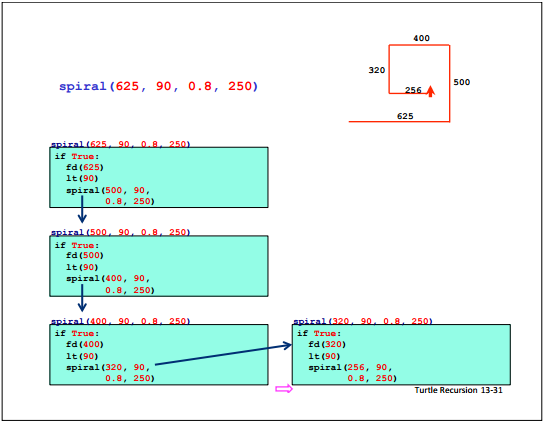 spiral(625, 90, 0.8, 250)
400
320
500
256
625
spiral(625, 90, 0.8, 250)
if True:
fd(625)
lt(90)
spiral(500, 90,
0.8, 250)
spiral(500, 90, 0.8, 250)
if True:
fd(500)
lt(90)
spiral(400, 90,
0.8, 250)
spiral(400, 90, 0.8, 250)
if True:
fd(400)
lt(90)
spiral(320, 90,
0.8, 250)
spiral(320, 90, 0.8, 250)
if True:
fd(320)
lt(90)
spiral(256, 90,
0.8, 250)
Turtle Recursion 13-31